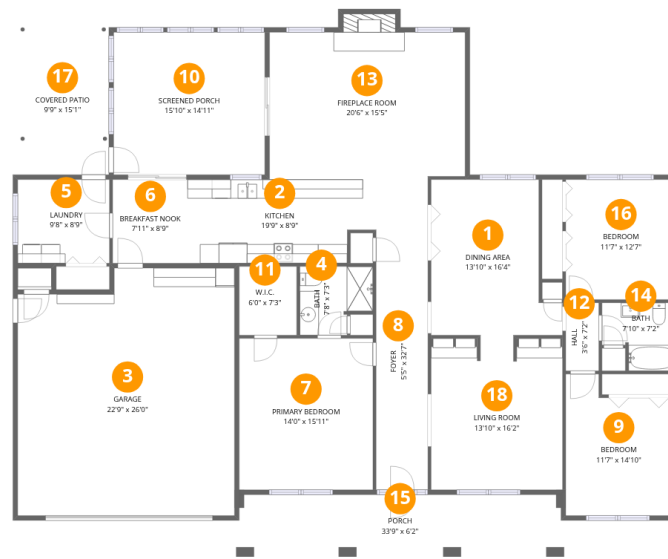 17
COVERED PATIO
9'9" x 15'1"
10
SCREENED PORCH
15'10" x 14'11"
13
FIREPLACE ROOM
20'6" x 15'5"
5
LAUNDRY
9'8" x 8'9"
6
BREAKFAST NOOK
7'11" x 8'9"
2
KITCHEN
19'9" x 8'9"
1
DINING AREA
13'10" x 16'4"
16
BEDROOM
11'7" x 12'7"
11
W.I.C.
6'0" x 7'3"
4
BATH
7'8" x 7'3"
8
FOYER
5'5" x 32'7"
12
HALL
3'6" x 7'2"
14
BATH
7'10" x 7'2"
3
GARAGE
22'9" x 26'0"
7
PRIMARY BEDROOM
14'0" x 15'11"
18
LIVING ROOM
13'10" x 16'2"
9
BEDROOM
11'7" x 14'10"
15
PORCH
33'9" x 6'2"